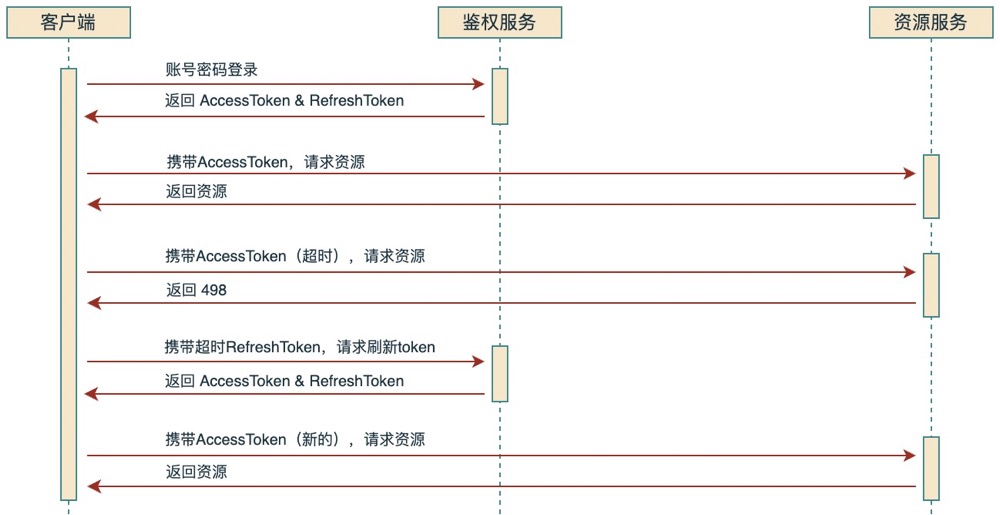 客户端
鉴权服务
资源服务
账号密码登录
返回 AccessToken & RefreshToken
携带AccessToken，请求资源
返回资源
携带AccessToken（超时），请求资源
返回 498
携带超时RefreshToken，请求刷新token
返回 AccessToken & RefreshToken
携带AccessToken（新的），请求资源
返回资源